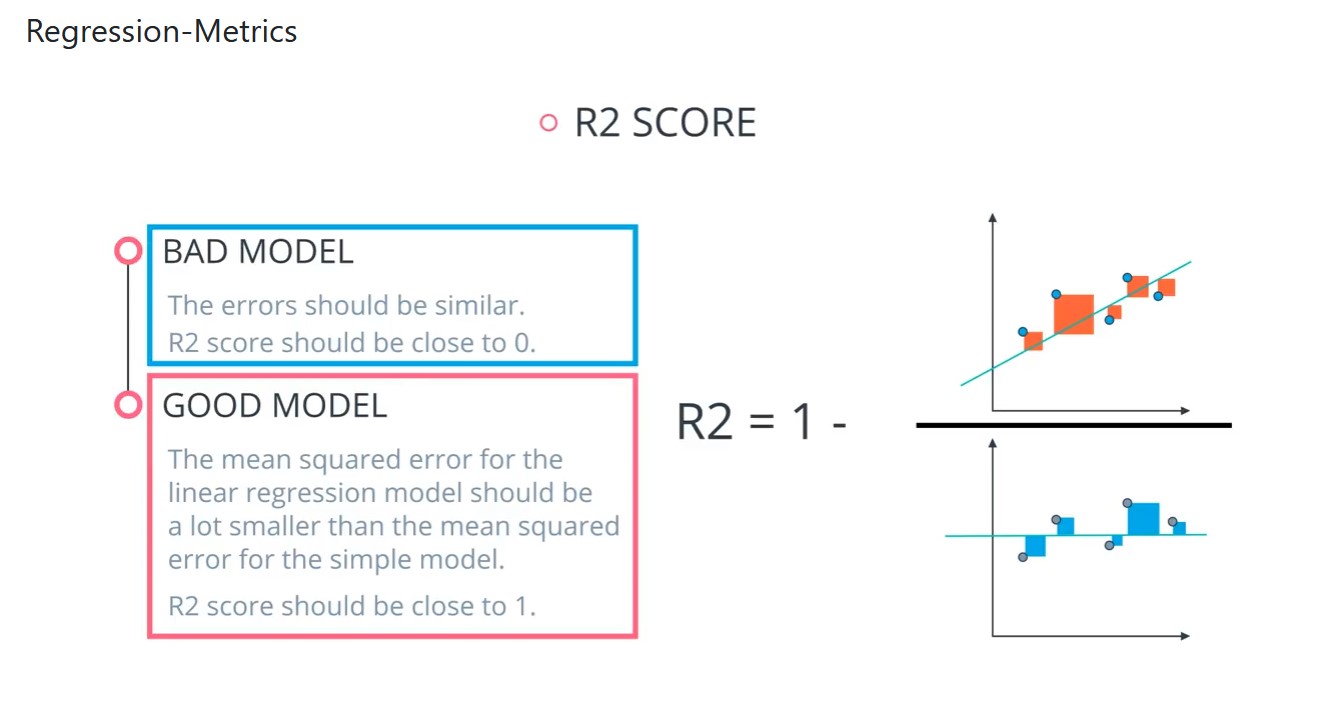 Regression-Metrics
R2 SCORE
BAD MODEL
The errors should be similar.
R2 score should be close to 0.
GOOD MODEL
The mean squared error for the
linear regression model should be
a lot smaller than the mean squared
error for the simple model.
R2 score should be close to 1.
R2 = 1 -